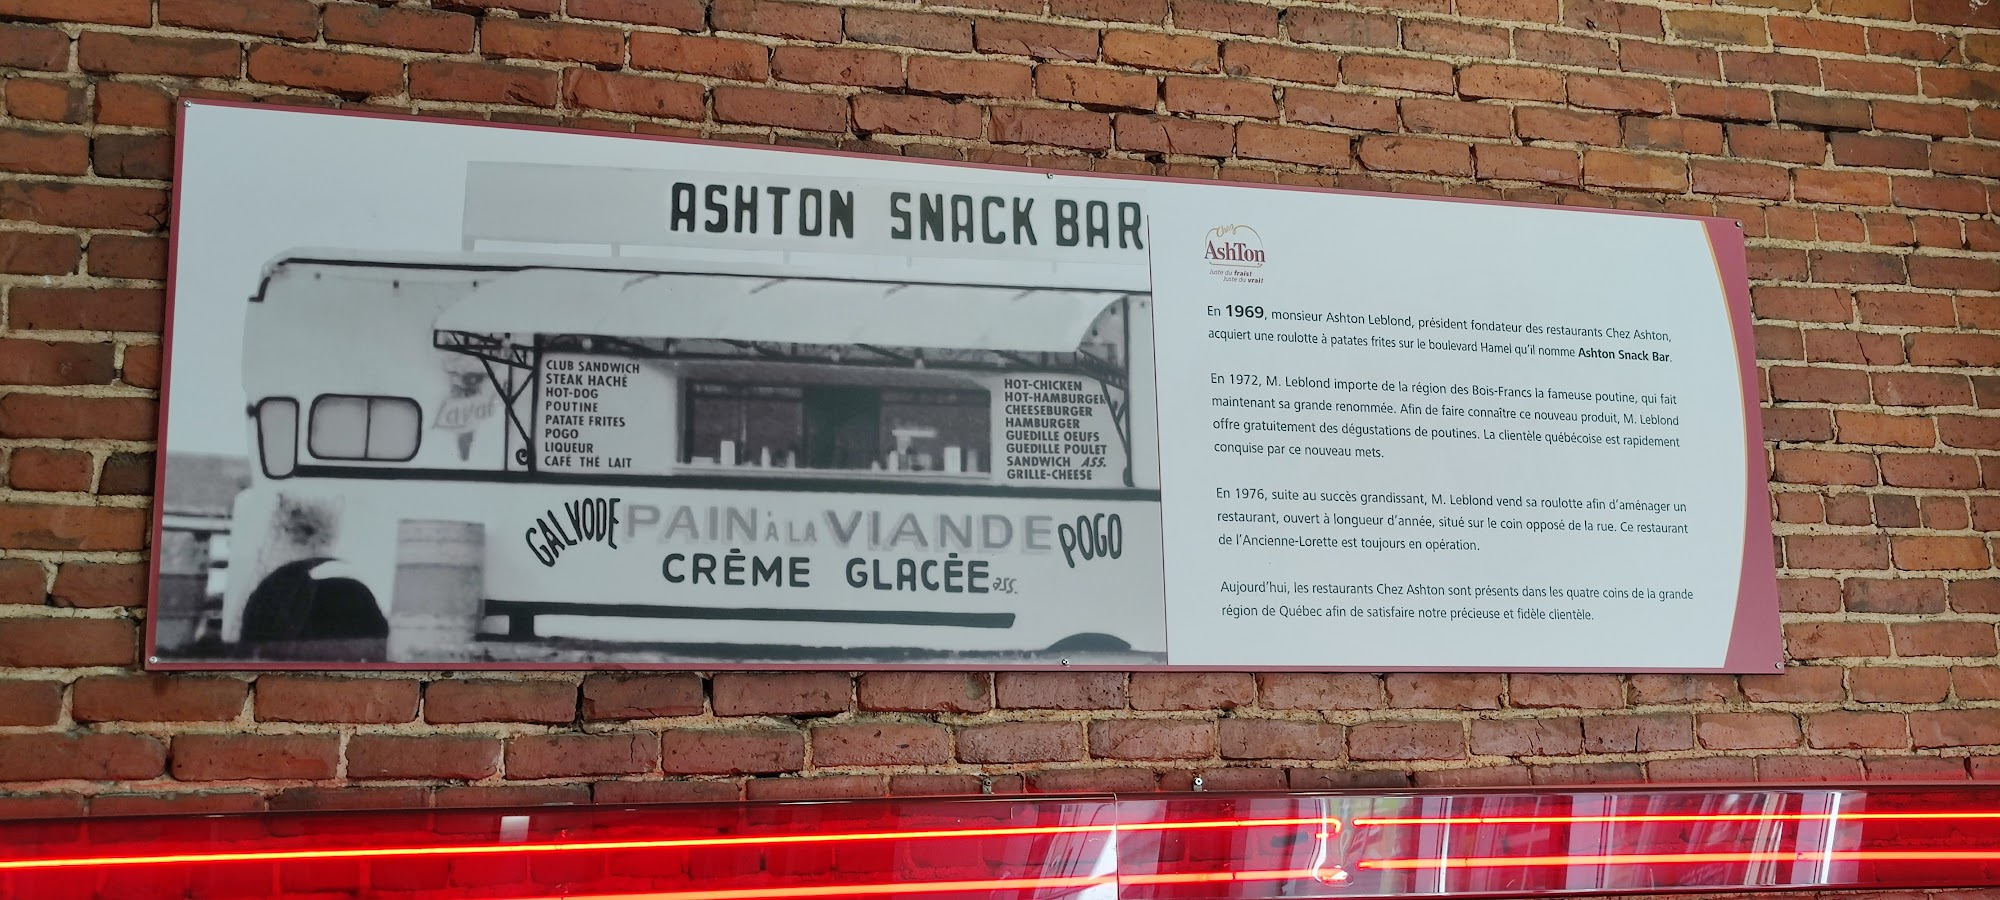 ASHTON SNACK BAR
CLUB SANDWICH
STEAK HACHÉ
HOT-DOG
POUTINE
PATATE FRITES
POGO
LIQUEUR
CAFÉ THÉ LAIT
HOT-CHICKEN
HOT-HAMBURGER
CHEESEBURGER
HAMBURGER
GUEDILLE OEUFS
GUEDILLE POULET
SANDWICH ASS.
GRILLE-CHEESE
Laval
GALVODE PAIN À LA VIANDE POGO
CRÈME GLACÉE ass.
Chez
AshTon
Juste du frais!
Juste du vrai!
En 1969, monsieur Ashton Leblond, président fondateur des restaurants Chez Ashton,
acquiert une roulotte à patates frites sur le boulevard Hamel qu'il nomme Ashton Snack Bar.
En 1972, M. Leblond importe de la région des Bois-Francs la fameuse poutine, qui fait
maintenant sa grande renommée. Afin de faire connaître ce nouveau produit, M. Leblond
offre gratuitement des dégustations de poutines. La clientèle québécoise est rapidement
conquise par ce nouveau mets.
En 1976, suite au succès grandissant, M. Leblond vend sa roulotte afin d'aménager un
restaurant, ouvert à longueur d'année, situé sur le coin opposé de la rue. Ce restaurant
de l'Ancienne-Lorette est toujours en opération.
Aujourd'hui, les restaurants Chez Ashton sont présents dans les quatre coins de la grande
région de Québec afin de satisfaire notre précieuse et fidèle clientèle.